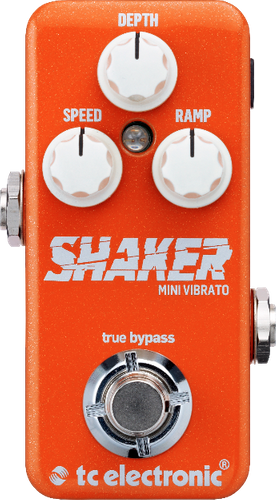 DEPTH
SPEED RAMP
SHAKER
MINI VIBRATO
true bypass
tc electronic®